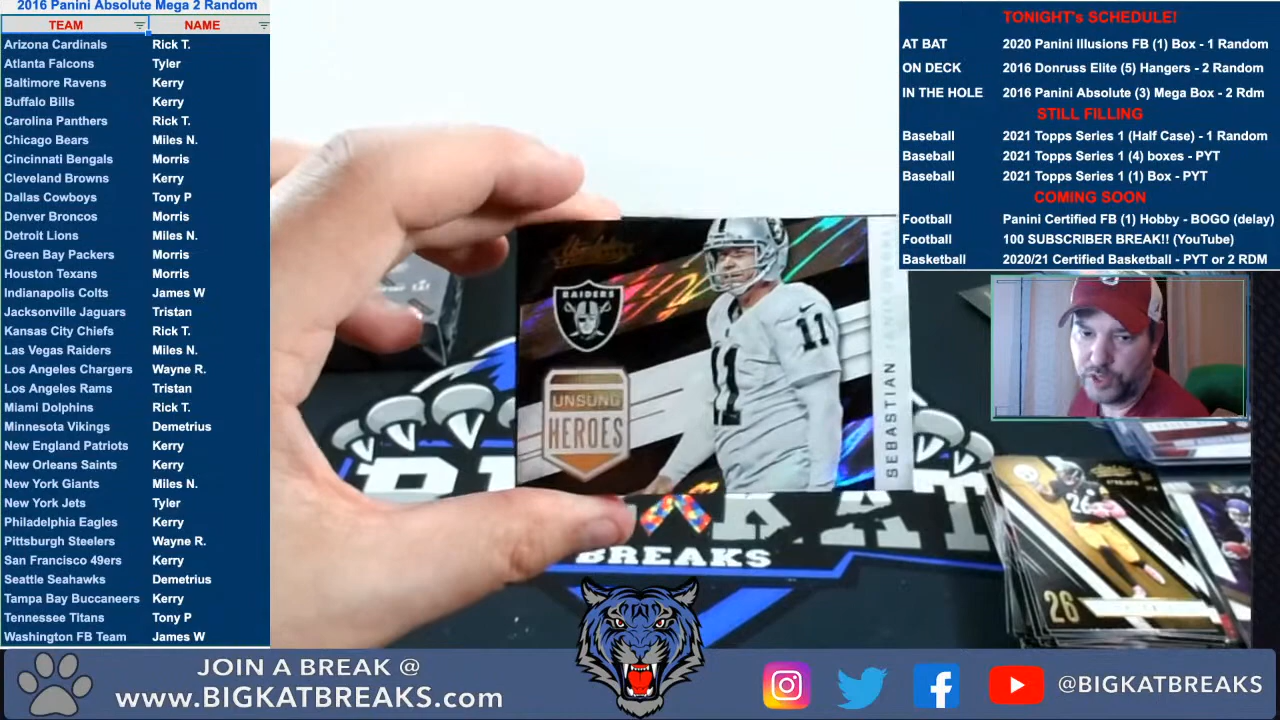 2016 Panini Absolute Mega 2 Random
TEAM NAME
Arizona Cardinals Rick T.
Atlanta Falcons Tyler
Baltimore Ravens Kerry
Buffalo Bills Kerry
Carolina Panthers Rick T.
Chicago Bears Miles N.
Cincinnati Bengals Morris
Cleveland Browns Kerry
Dallas Cowboys Tony P
Denver Broncos Morris
Detroit Lions Miles N.
Green Bay Packers Morris
Houston Texans Morris
Indianapolis Colts James W
Jacksonville Jaguars Tristan
Kansas City Chiefs Rick T.
Las Vegas Raiders Miles N.
Los Angeles Chargers Wayne R.
Los Angeles Rams Tristan
Miami Dolphins Rick T.
Minnesota Vikings Demetrius
New England Patriots Kerry
New Orleans Saints Kerry
New York Giants Miles N.
New York Jets Tyler
Philadelphia Eagles Kerry
Pittsburgh Steelers Wayne R.
San Francisco 49ers Kerry
Seattle Seahawks Demetrius
Tampa Bay Buccaneers Kerry
Tennessee Titans Tony P
Washington FB Team James W
TONIGHT's SCHEDULE!
AT BAT 2020 Panini Illusions FB (1) Box - 1 Random
ON DECK 2016 Donruss Elite (5) Hangers - 2 Random
IN THE HOLE 2016 Panini Absolute (3) Mega Box - 2 Rdm
STILL FILLING
Baseball 2021 Topps Series 1 (Half Case) - 1 Random
Baseball 2021 Topps Series 1 (4) boxes - PYT
Baseball 2021 Topps Series 1 (1) Box - PYT
COMING SOON
Football Panini Certified FB (1) Hobby - BOGO (delay)
Football 100 SUBSCRIBER BREAK!! (YouTube)
Basketball 2020/21 Certified Basketball - PYT or 2 RDM
Absolute
RAIDERS
UNSUNG
HEROES
11
11
SEBASTIAN
BREAKS
26
26
JOIN A BREAK @
www.BIGKATBREAKS.com
@BIGKATBREAKS